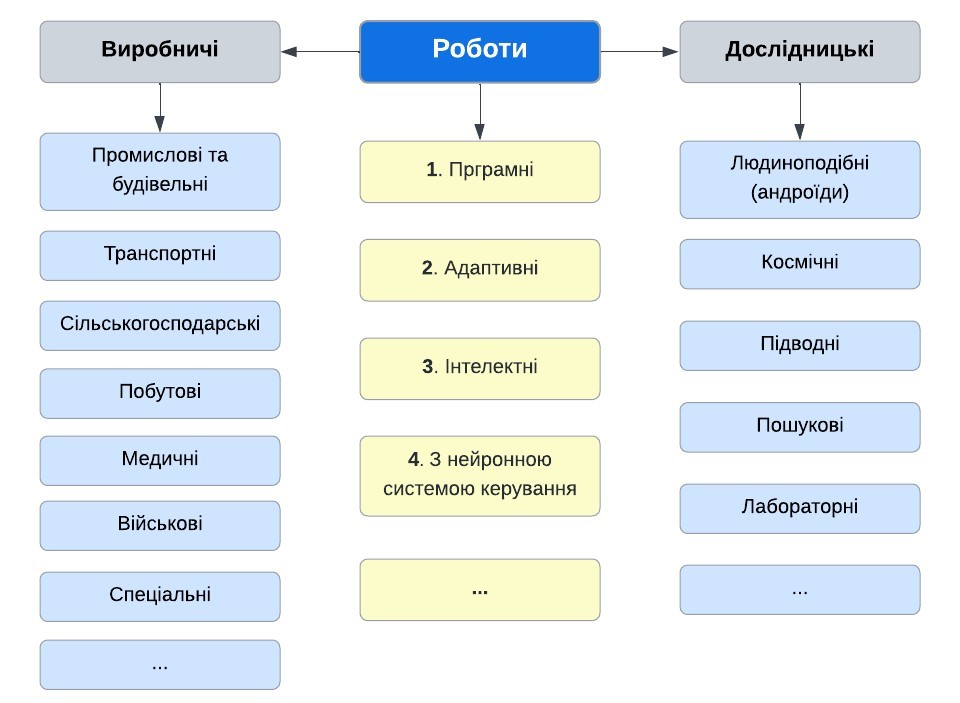 Виробничі
Роботи
Дослідницькі
Промислові та
будівельні
Транспортні
Сільськогосподарські
Побутові
Медичні
Військові
Спеціальні
...
1. Прграмні
2. Адаптивні
3. Інтелектні
4. З нейронною
системою керування
...
Людиноподібні
(андроїди)
Космічні
Підводні
Пошукові
Лабораторні
...